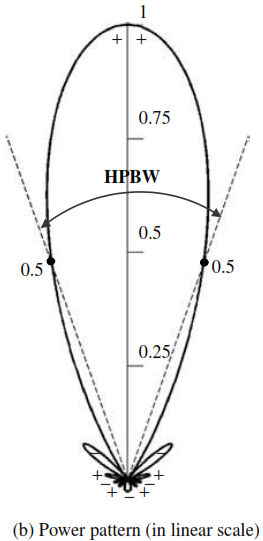 1
+ +
0.75
HPBW
0.5
0.5 0.5
0.25
+ − − +
+ − +
(b) Power pattern (in linear scale)